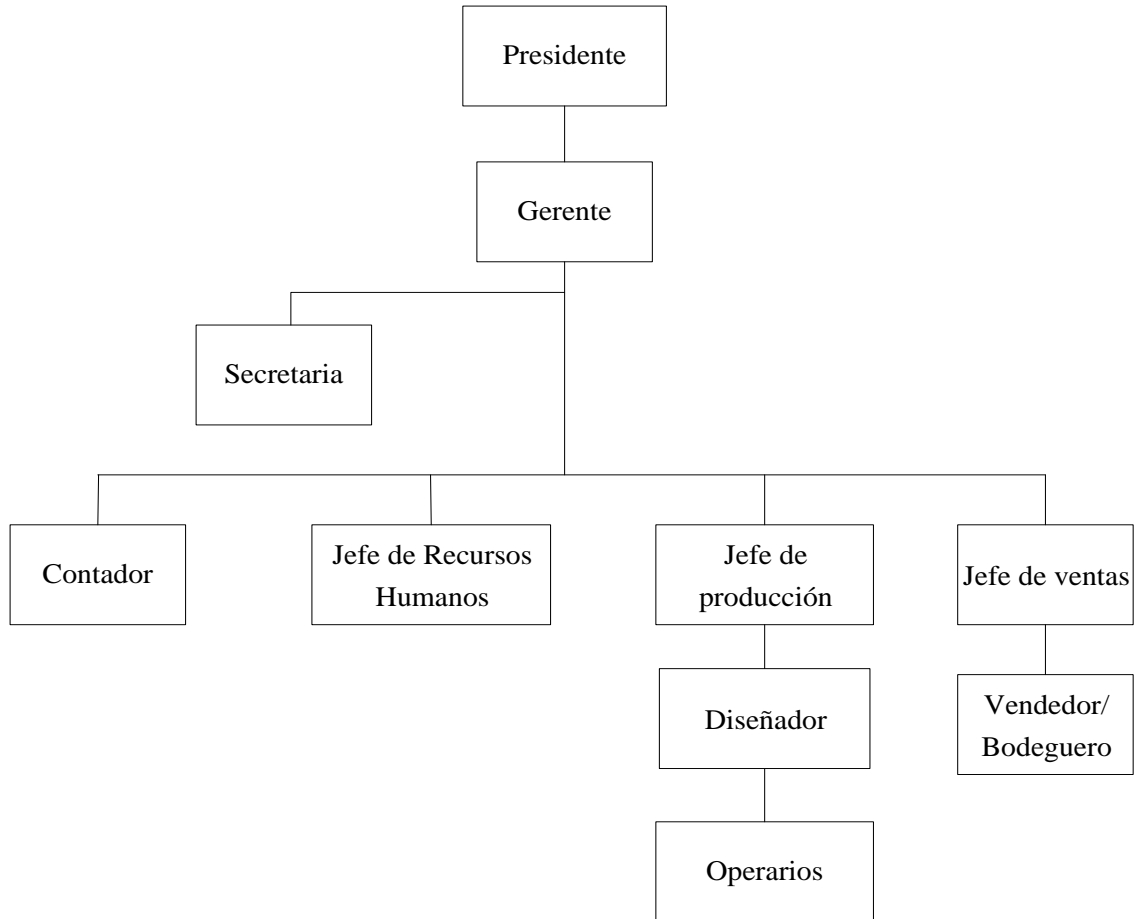 Presidente
Gerente
Secretaria
Contador
Jefe de Recursos
Humanos
Jefe de
producción
Jefe de ventas
Diseñador
Vendedor/
Bodeguero
Operarios